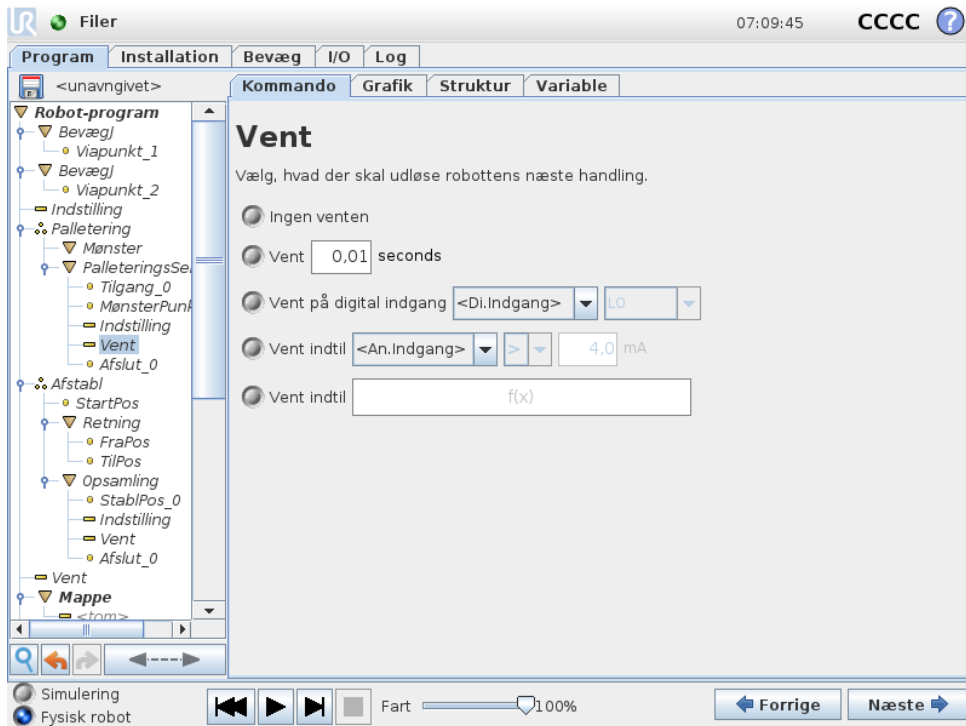 UR Filer 07:09:45 CCCC ?
Program Installation Bevæg I/O Log
<unavngivet>
Kommando Grafik Struktur Variable
Robot-program
BevægJ
Viapunkt_1
BevægJ
Viapunkt_2
Indstilling
Palletering
Mønster
PalleteringsSe
Tilgang_0
MønsterPunk
Indstilling
Vent
Afslut_0
Afstabl
StartPos
Retning
FraPos
TilPos
Opsamling
StablPos_0
Indstilling
Vent
Afslut_0
Vent
Mappe
<tom>
Vent
Vælg, hvad der skal udløse robottens næste handling.
Ingen venten
Vent 0,01 seconds
Vent på digital indgang <Di.Indgang> LO
Vent indtil <An.Indgang> > 4,0 mA
Vent indtil f(x)
Simulering
Fysisk robot
Fart 100%
Forrige Næste